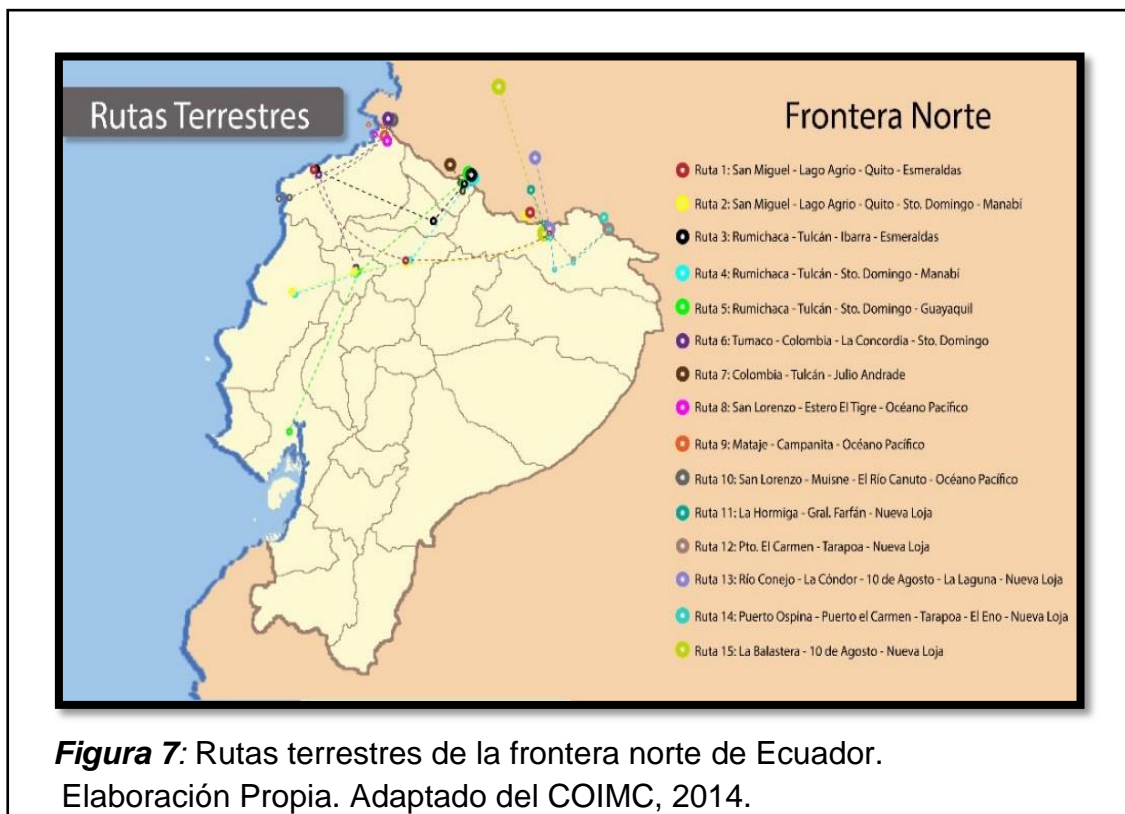 Rutas Terrestres
Frontera Norte
Ruta 1: San Miguel - Lago Agrio - Quito - Esmeraldas
Ruta 2: San Miguel - Lago Agrio - Quito - Sto. Domingo - Manabí
Ruta 3: Rumichaca - Tulcán - Ibarra - Esmeraldas
Ruta 4: Rumichaca - Tulcán - Sto. Domingo - Manabí
Ruta 5: Rumichaca - Tulcán - Sto. Domingo - Guayaquil
Ruta 6: Tumaco - Colombia - La Concordia - Sto. Domingo
Ruta 7: Colombia - Tulcán - Julio Andrade
Ruta 8: San Lorenzo - Estero El Tigre - Océano Pacífico
Ruta 9: Mataje - Campanita - Océano Pacífico
Ruta 10: San Lorenzo - Muisne - El Río Canuto - Océano Pacífico
Ruta 11: La Hormiga - Gral. Farfán - Nueva Loja
Ruta 12: Pto. El Carmen - Tarapoa - Nueva Loja
Ruta 13: Río Conejo - La Cóndor - 10 de Agosto - La Laguna - Nueva Loja
Ruta 14: Puerto Ospina - Puerto el Carmen - Tarapoa - El Eno - Nueva Loja
Ruta 15: La Balastera - 10 de Agosto - Nueva Loja
Figura 7: Rutas terrestres de la frontera norte de Ecuador.
Elaboración Propia. Adaptado del COIMC, 2014.